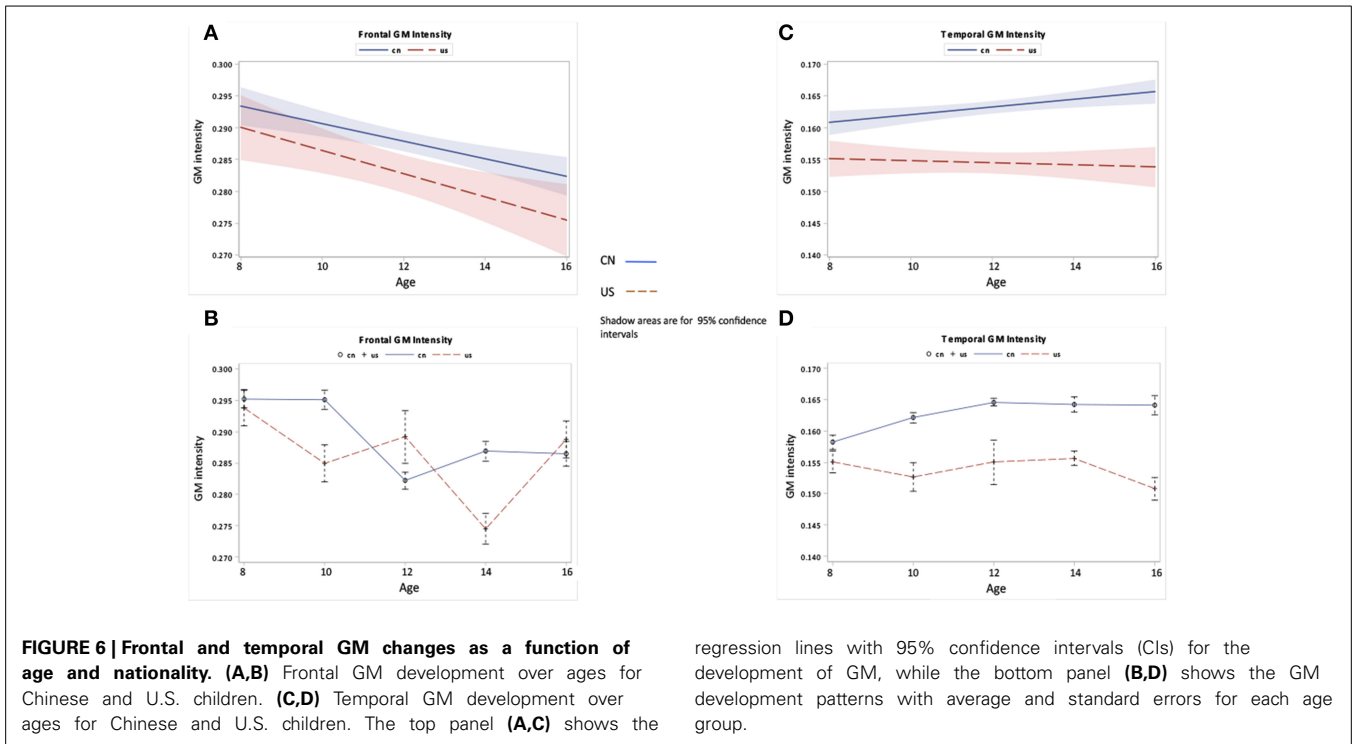 A
Frontal GM Intensity
cn us
0.300
0.295
0.290
0.285
0.280
0.275
0.270
GM intensity
8 10 12 14 16
Age
C
Temporal GM Intensity
cn us
0.170
0.165
0.160
0.155
0.150
0.145
0.140
GM intensity
8 10 12 14 16
Age
CN
US
Shadow areas are for 95% confidence
intervals
B
Frontal GM Intensity
cn us cn us
0.300
0.295
0.290
0.285
0.280
0.275
0.270
GM intensity
8 10 12 14 16
Age
D
Temporal GM Intensity
cn us cn us
0.170
0.165
0.160
0.155
0.150
0.145
0.140
GM intensity
8 10 12 14 16
Age
FIGURE 6 | Frontal and temporal GM changes as a function of
age and nationality. (A,B) Frontal GM development over ages for
Chinese and U.S. children. (C,D) Temporal GM development over
ages for Chinese and U.S. children. The top panel (A,C) shows the
regression lines with 95% confidence intervals (CIs) for the
development of GM, while the bottom panel (B,D) shows the GM
development patterns with average and standard errors for each age
group.